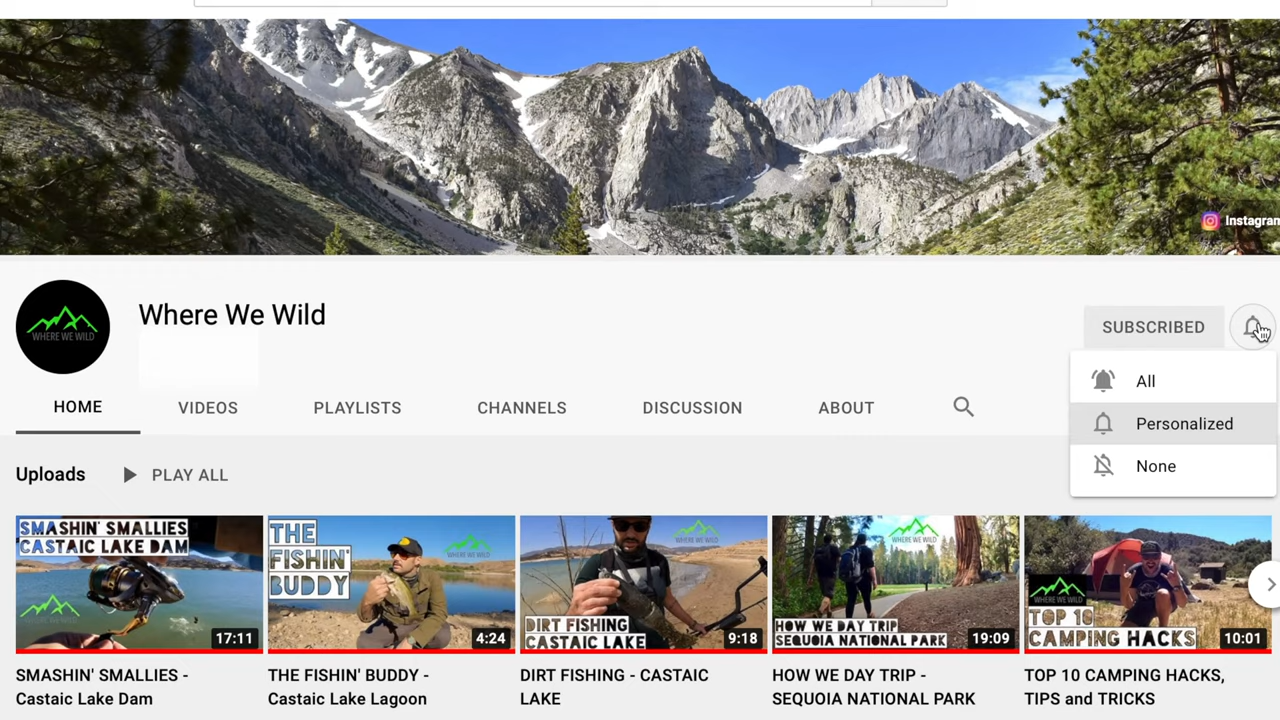 Instagram
WHERE WE WILD
Where We Wild
SUBSCRIBED
All
Personalized
None
HOME
VIDEOS
PLAYLISTS
CHANNELS
DISCUSSION
ABOUT
Uploads
PLAY ALL
SMASHIN' SMALLIES
CASTAIC LAKE DAM
17:11
THE
FISHIN'
BUDDY
WHERE WE WILD
4:24
WHERE WE WILD
DIRT FISHING
CASTAIC LAKE
9:18
WHERE WE WILD
HOW WE DAY TRIP
SEQUOIA NATIONAL PARK
19:09
WHERE WE WILD
TOP 10
CAMPING HACKS
10:01
SMASHIN' SMALLIES -
Castaic Lake Dam
THE FISHIN' BUDDY -
Castaic Lake Lagoon
DIRT FISHING - CASTAIC
LAKE
HOW WE DAY TRIP -
SEQUOIA NATIONAL PARK
TOP 10 CAMPING HACKS,
TIPS and TRICKS